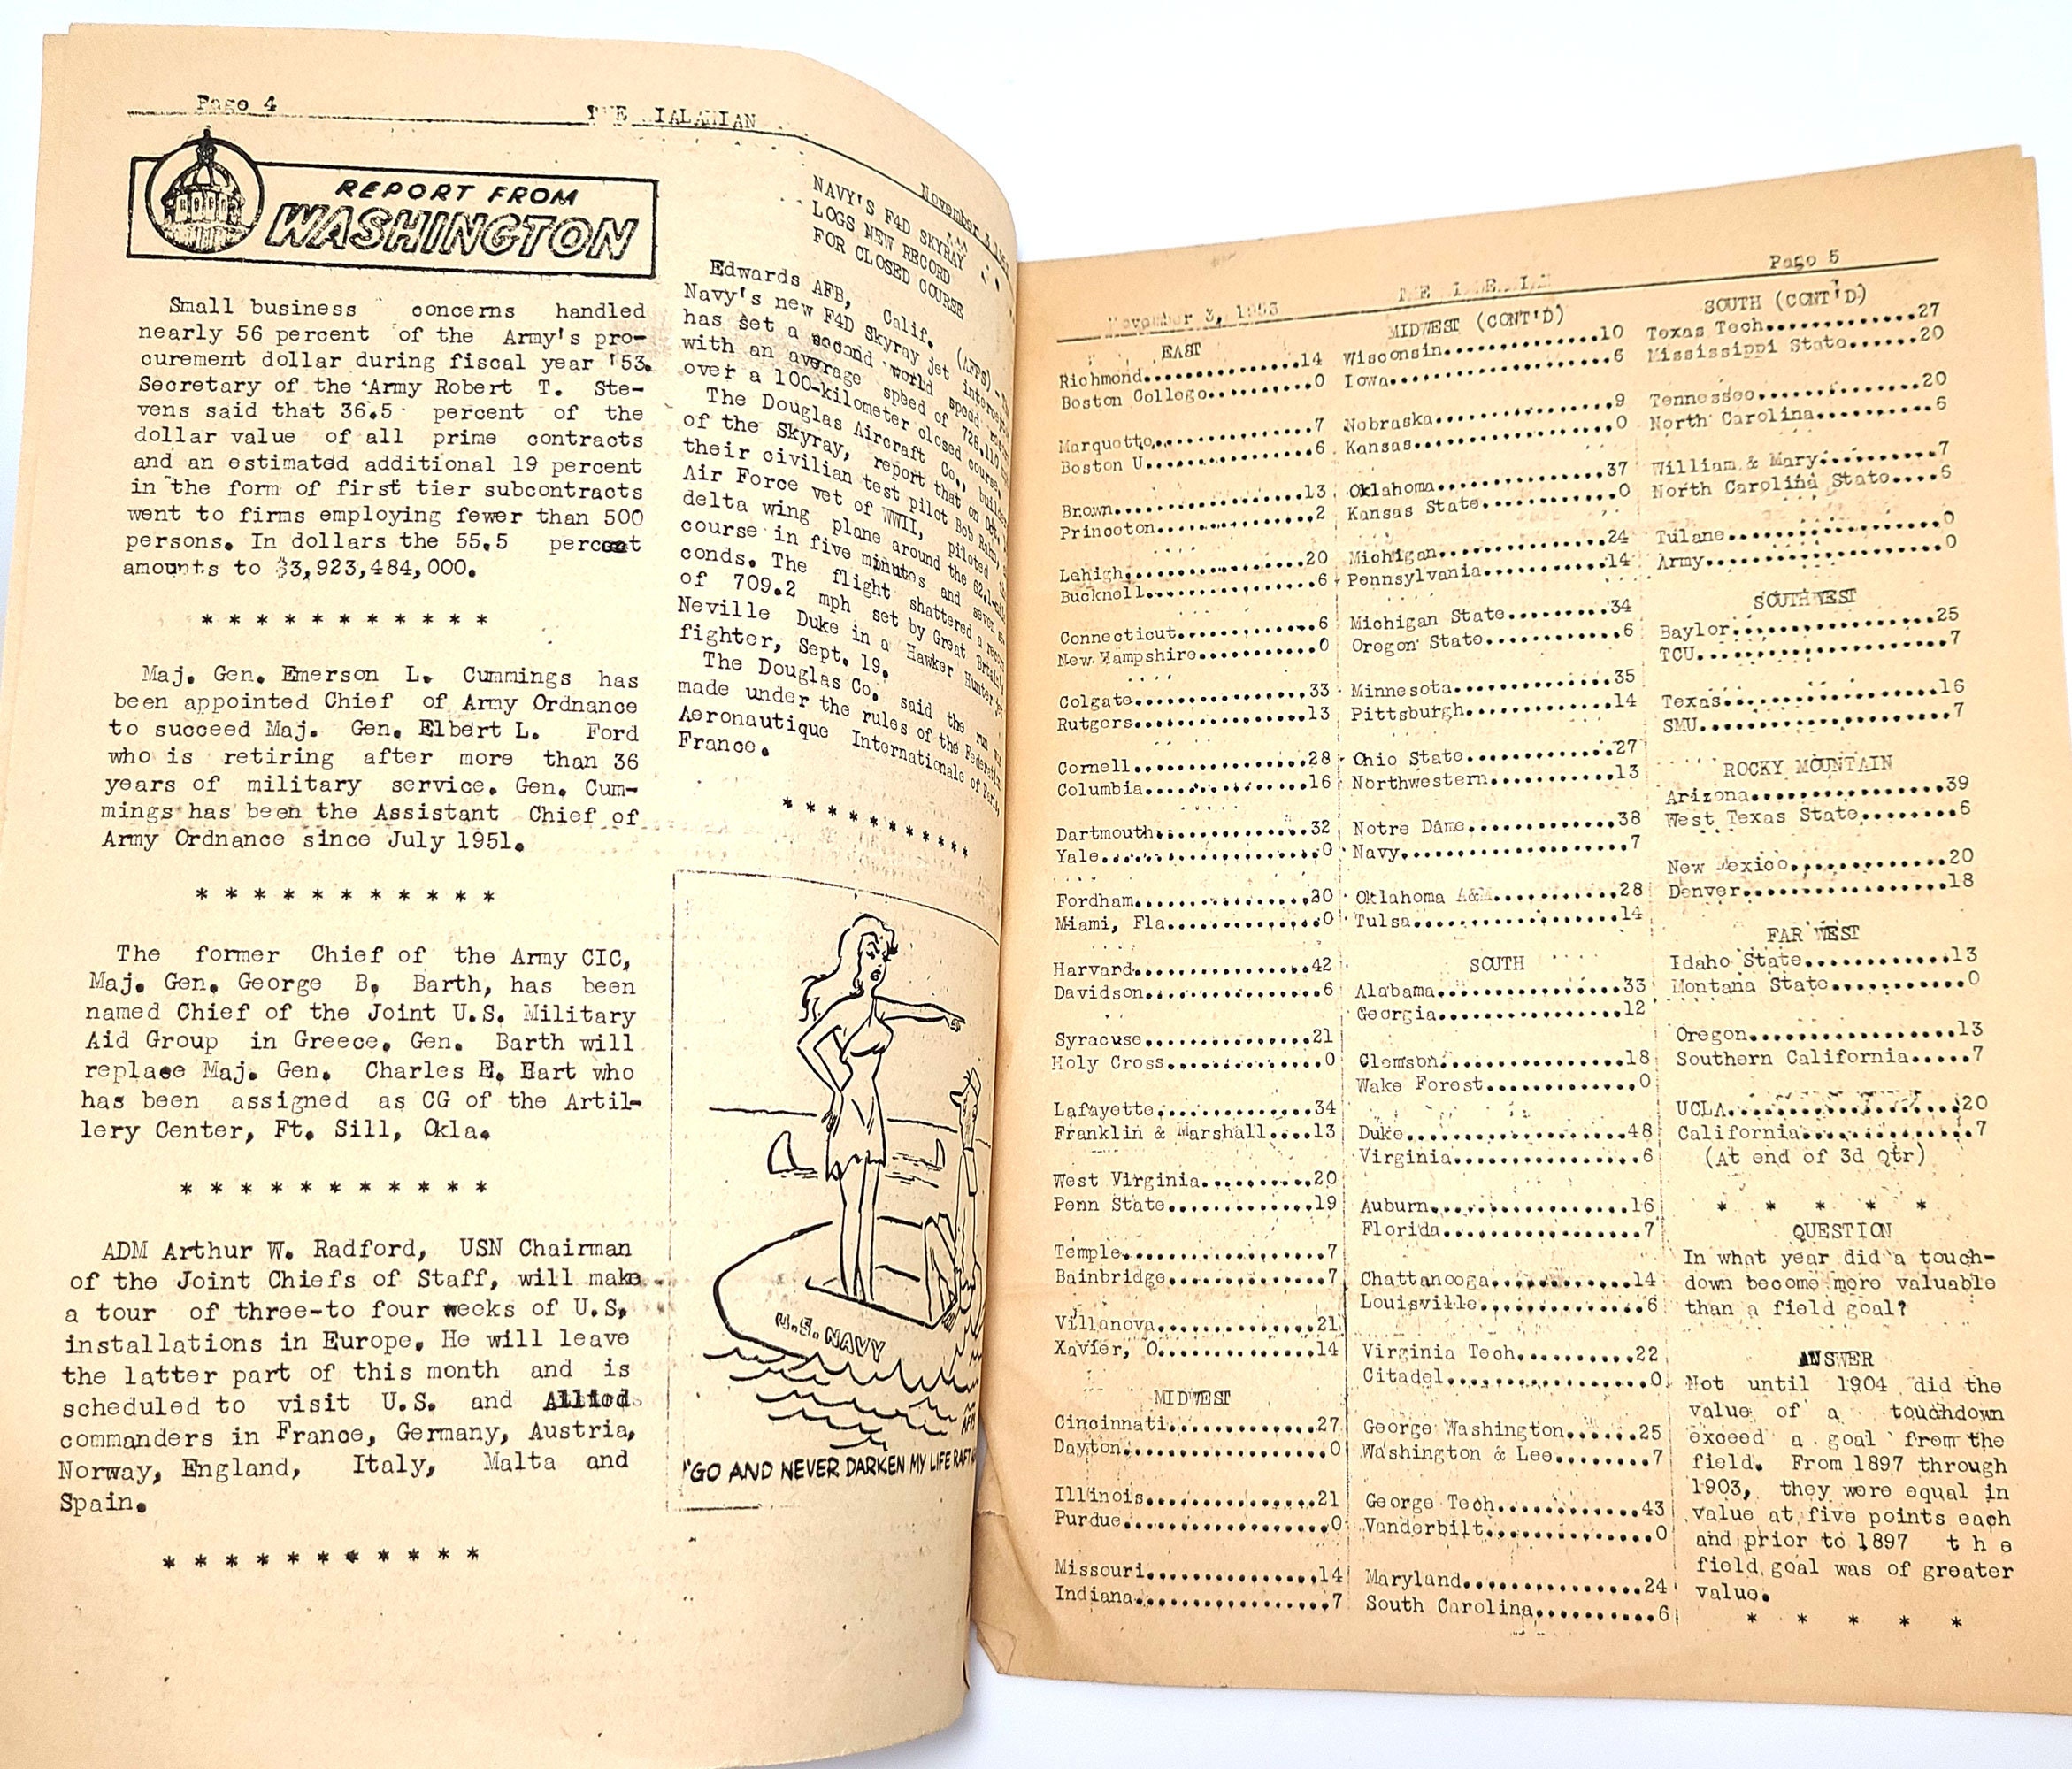 Page 4
IALANIAN
November
REPORT FROM
WASHINGTON
Small business concerns handled
nearly 56 percent of the Army's pro-
curement dollar during fiscal year '53.
Secretary of the Army Robert T. Ste-
vens said that 36.5 percent of the
dollar value of all prime contracts
and an estimated additional 19 percent
in the form of first tier subcontracts
went to firms employing fewer than 500
persons. In dollars the 55.5 percent
amounts to $3,923,484,000.
* * * * * * * * * * * *
Maj. Gen. Emerson L. Cummings has
been appointed Chief of Army Ordnance
to succeed Maj. Gen. Elbert L. Ford
who is retiring after more than 36
years of military service. Gen. Cum-
mings has been the Assistant Chief of
Army Ordnance since July 1951.
* * * * * * * * * * * *
The former Chief of the Army CIC,
Maj. Gen. George B. Barth, has been
named Chief of the Joint U.S. Military
Aid Group in Greece. Gen. Barth will
replace Maj. Gen. Charles E. Hart who
has been assigned as CG of the Artil-
lery Center, Ft. Sill, Okla.
* * * * * * * * * * * *
ADM Arthur W. Radford, USN Chairman
of the Joint Chiefs of Staff, will make
a tour of three-to four weeks of U.S.
installations in Europe. He will leave
the latter part of this month and is
scheduled to visit U.S. and Allied
commanders in France, Germany, Austria,
Norway, England, Italy, Malta and
Spain.
* * * * * * * * * * * *
NAVY'S F4D SKYRAY
LOGS NEW RECORD
FOR CLOSED COURSE
Edwards AFB, Calif. (AFPS)
Navy's new F4D Skyray jet
has set a second world speed
with an average speed of 728.110
over a 100-kilometer closed course.
The Douglas Aircraft Co.,
of the Skyray, report that on Oct.
their civilian test pilot Bob Rahn,
Air Force vet of WWII, piloted
delta wing plane around the 62.1
course in five minutes and seven
conds. The flight shattered a
of 709.2 mph set by Great
Neville Duke in a Hawker Hunter
fighter, Sept. 19.
The Douglas Co. said the run
made under the rules of the
Aeronautique Internationale of
France.
* * * * * * * * * * *
U.S. NAVY
"GO AND NEVER DARKEN MY LIFE RAFT
November 3, 1953
Page 5
EAST
Richmond..............14
Boston College.........0
Marquette..............7
Boston U...............6
Brown.................13
Princeton..............2
Lehigh................20
Bucknell...............6
Connecticut............6
New Hampshire..........0
Colgate...............33
Rutgers...............13
Cornell...............28
Columbia..............16
Dartmouth.............32
Yale...................0
Fordham...............20
Miami, Fla.............0
Harvard...............42
Davidson...............6
Syracuse..............21
Holy Cross.............0
Lafayette.............34
Franklin & Marshall....13
West Virginia.........20
Penn State............19
Temple.................7
Bainbridge.............7
Villanova.............21
Xavier, O.............14
MIDWEST
Cincinnati............27
Dayton.................0
Illinois..............21
Purdue.................0
Missouri..............14
Indiana................7
MIDWEST (CONT'D)
Wisconsin.............10
Iowa...................6
Nebraska...............9
Kansas.................0
Oklahoma..............37
Kansas State...........0
Michigan..............24
Pennsylvania..........14
Michigan State........34
Oregon State...........6
Minnesota.............35
Pittsburgh............14
Ohio State............27
Northwestern..........13
Notre Dame............38
Navy...................7
Oklahoma A&M..........28
Tulsa.................14
SOUTH
Alabama...............33
Georgia...............12
Clemson...............18
Wake Forest............0
Duke..................48
Virginia...............6
Auburn................16
Florida................7
Chattanooga...........14
Louisville.............6
Virginia Tech.........22
Citadel................0
George Washington.....25
Washington & Lee.......7
George Tech...........43
Vanderbilt.............0
Maryland..............24
South Carolina.........6
SOUTH (CONT'D)
Texas Tech............27
Mississippi State.....20
Tennessee.............20
North Carolina.........6
William & Mary.........7
North Carolina State....6
Tulane.................0
Army...................0
SOUTHWEST
Baylor................25
TCU....................7
Texas.................16
SMU....................7
ROCKY MOUNTAIN
Arizona...............39
West Texas State.......6
New Mexico............20
Denver................18
FAR WEST
Idaho State...........13
Montana State..........0
Oregon................13
Southern California.....7
UCLA..................20
California.............7
(At end of 3d Qtr)
* * * * *
QUESTION
In what year did a touch-
down become more valuable
than a field goal?
ANSWER
Not until 1904 did the
value of a touchdown
exceed a goal from the
field. From 1897 through
1903, they were equal in
value at five points each
and prior to 1897 the
field goal was of greater
value.
* * * * *